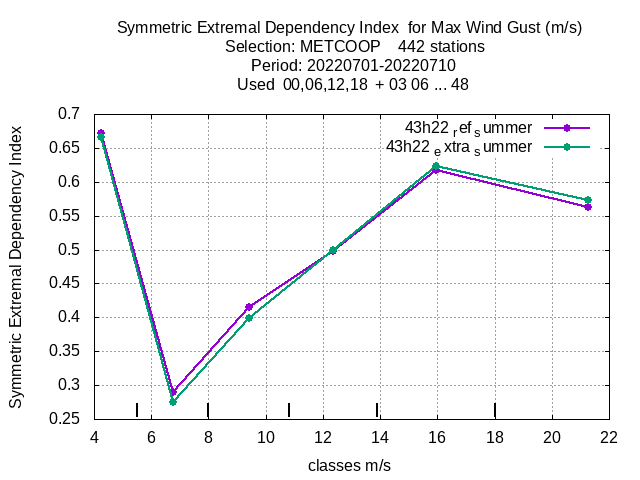 Symmetric Extremal Dependency Index for Max Wind Gust (m/s)
Selection: METCOOP 442 stations
Period: 20220701-20220710
Used 00,06,12,18 + 03 06 ... 48
43h22 refs ummer
43h22 extra summer
Symmetric Extremal Dependency Index
0.7
0.65
0.6
0.55
0.5
0.45
0.4
0.35
0.3
0.25
4 6 8 10 12 14 16 18 20 22
classes m/s